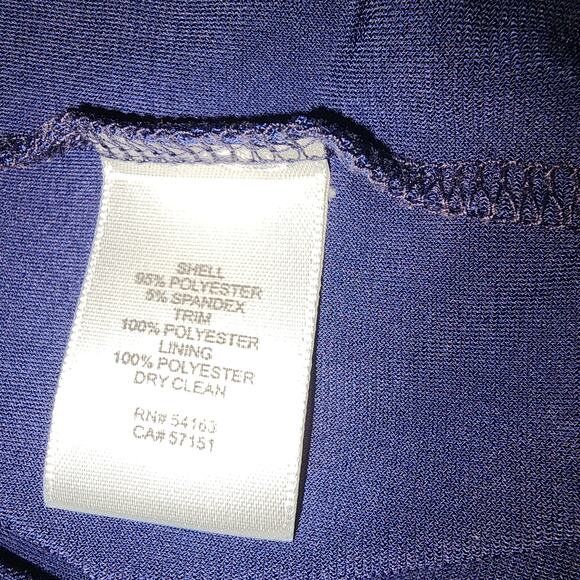 SHELL
95% POLYESTER
5% SPANDEX
TRIM
100% POLYESTER
LINING
100% POLYESTER
DRY CLEAN
RN# 54163
CA# 57151